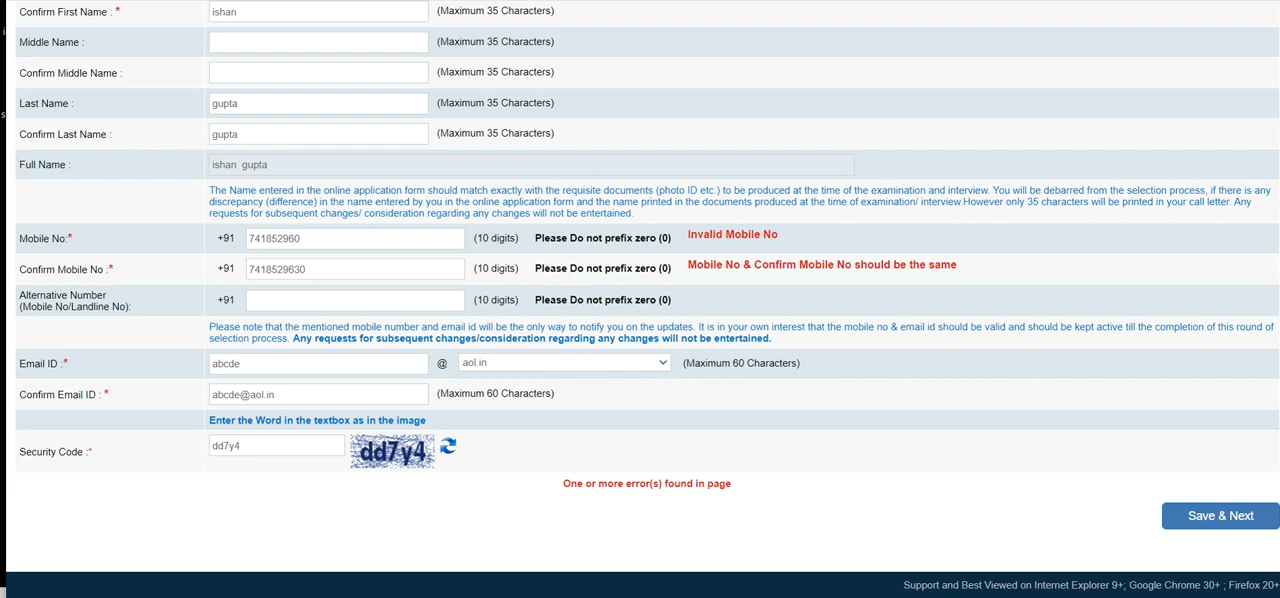 Confirm First Name : * ishan (Maximum 35 Characters)
Middle Name : (Maximum 35 Characters)
Confirm Middle Name : (Maximum 35 Characters)
Last Name : gupta (Maximum 35 Characters)
Confirm Last Name : gupta (Maximum 35 Characters)
Full Name : ishan gupta
The Name entered in the online application form should match exactly with the requisite documents (photo ID etc.) to be produced at the time of the examination and interview. You will be debarred from the selection process, if there is any
discrepancy (difference) in the name entered by you in the online application form and the name printed in the documents produced at the time of examination/ interview.However only 35 characters will be printed in your call letter. Any
requests for subsequent changes/ consideration regarding any changes will not be entertained.
Mobile No:* +91 741852960 (10 digits) Please Do not prefix zero (0) Invalid Mobile No
Confirm Mobile No :* +91 7418529630 (10 digits) Please Do not prefix zero (0) Mobile No & Confirm Mobile No should be the same
Alternative Number
(Mobile No/Landline No): +91 (10 digits) Please Do not prefix zero (0)
Please note that the mentioned mobile number and email id will be the only way to notify you on the updates. It is in your own interest that the mobile no & email id should be valid and should be kept active till the completion of this round of
selection process. Any requests for subsequent changes/consideration regarding any changes will not be entertained.
Email ID :* abcde @ aol.in (Maximum 60 Characters)
Confirm Email ID : * abcde@aol.in (Maximum 60 Characters)
Enter the Word in the textbox as in the image
Security Code :* dd7y4 dd7y4
One or more error(s) found in page
Save & Next
Support and Best Viewed on Internet Explorer 9+; Google Chrome 30+ ; Firefox 20+